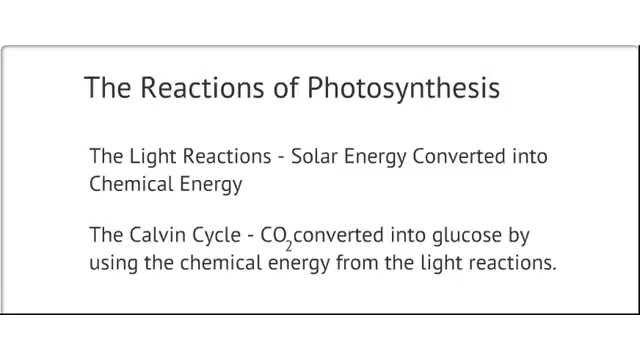 The Reactions of Photosynthesis
The Light Reactions - Solar Energy Converted into
Chemical Energy
The Calvin Cycle - CO₂converted into glucose by
using the chemical energy from the light reactions.